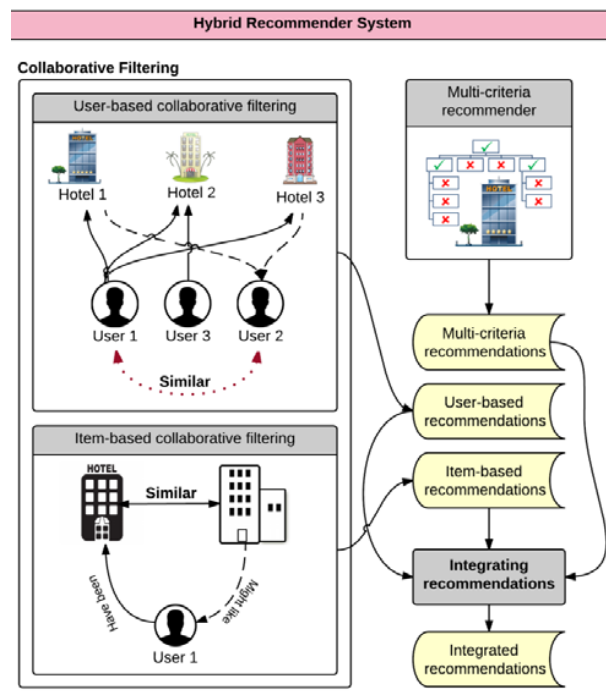 Hybrid Recommender System
Collaborative Filtering
User-based collaborative filtering
HOTEL
Hotel 1
Hotel 2
Hotel 3
User 1
User 3
User 2
Similar
Item-based collaborative filtering
HOTEL
Similar
Have been
Might like
User 1
Multi-criteria
recommender
HOTEL
Multi-criteria
recommendations
User-based
recommendations
Item-based
recommendations
Integrating
recommendations
Integrated
recommendations